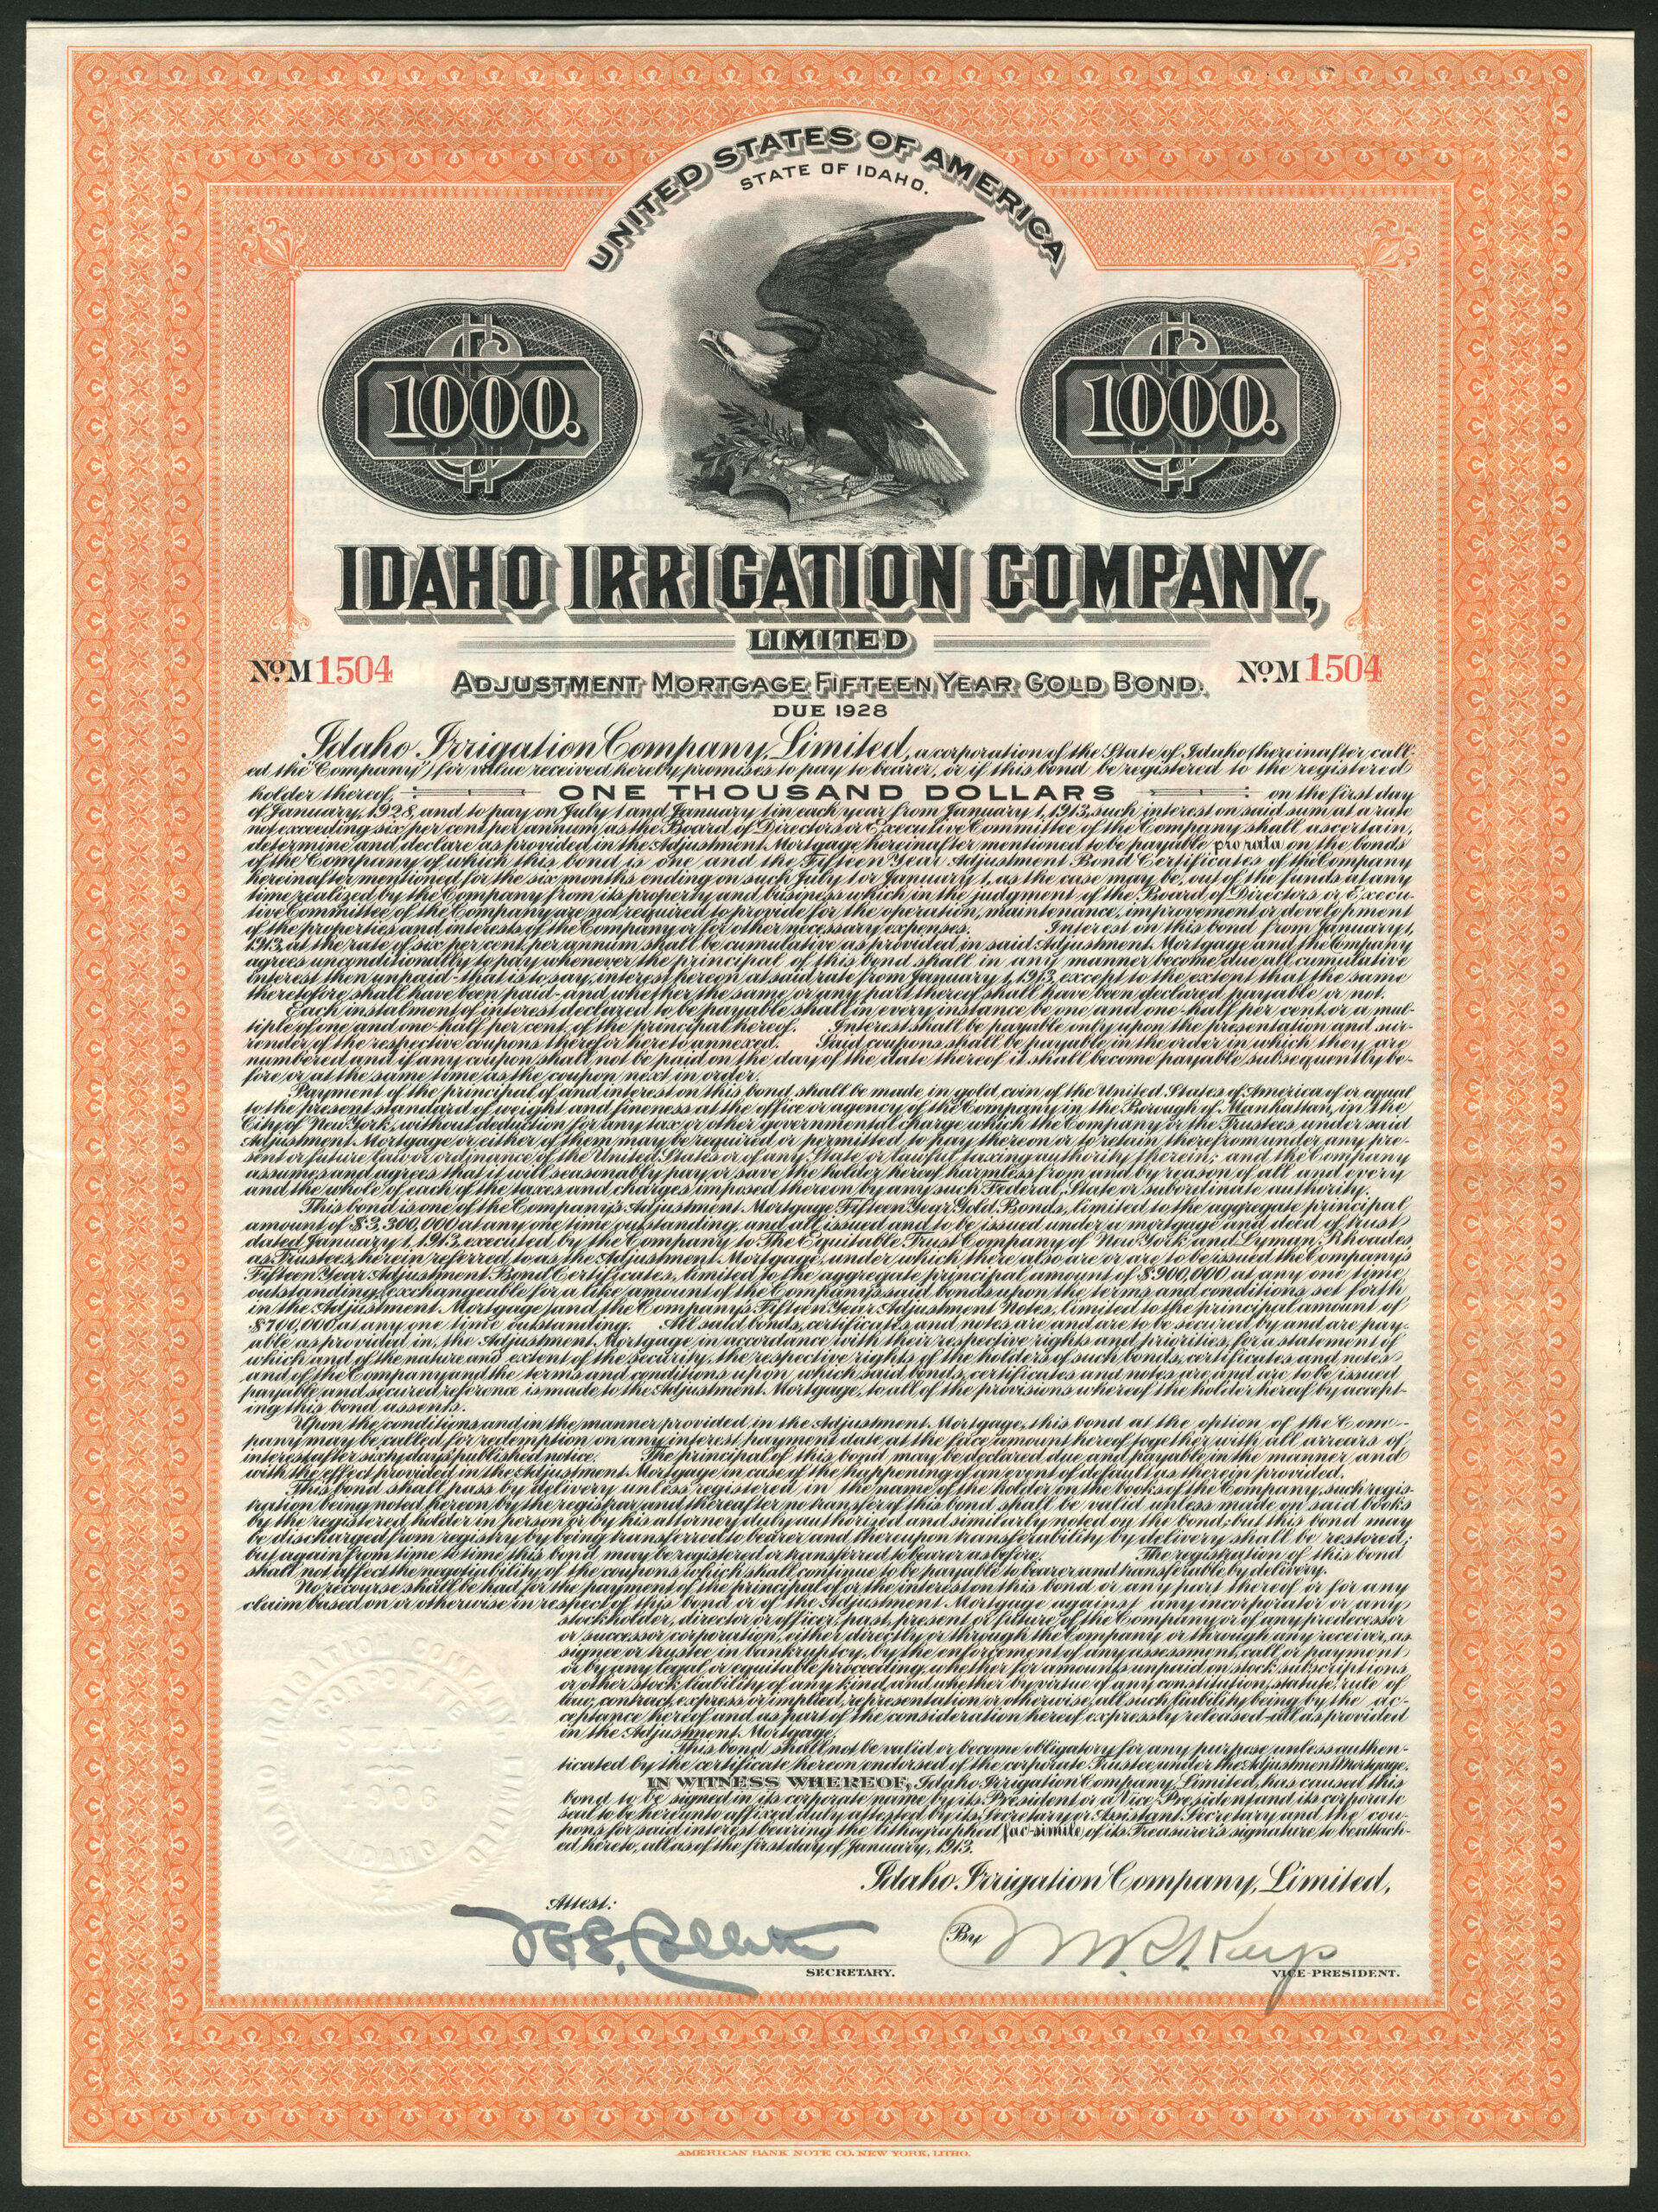 UNITED STATES OF AMERICA
STATE OF IDAHO.
1000.
1000.
IDAHO IRRIGATION COMPANY,
LIMITED
NO. M 1504
NO. M 1504
ADJUSTMENT MORTGAGE FIFTEEN YEAR GOLD BOND.
DUE 1928
Idaho Irrigation Company, Limited, a corporation of the State of Idaho (hereinafter call-
ed the "Company") for value received hereby promises to pay to bearer, or if this bond be registered to the registered
holder thereof, ONE THOUSAND DOLLARS on the first day
of January, 1928, and to pay on July 1 and January 1 in each year from January 1, 1913, such interest on said sum at a rate
not exceeding six per cent per annum, as the Board of Directors or Executive Committee of the Company shall ascertain,
determine and declare as provided in the Adjustment Mortgage hereinafter mentioned to be payable pro rata on the bonds
of the Company of which this bond is one and the Fifteen Year Adjustment Bond Certificates of the Company
hereinafter mentioned for the six months ending on such July 1 or January 1, as the case may be, out of the funds at any
time realized by the Company from its property and business which in the judgment of the Board of Directors or Execu-
tive Committee of the Company are not required to provide for the operation, maintenance, improvement or development
of the properties and interests of the Company or for other necessary expenses. Interest on this bond from January 1,
1913, at the rate of six per cent. per annum shall be cumulative as provided in said Adjustment Mortgage and the Company
agrees unconditionally to pay whenever the principal of this bond shall in any manner become due all cumulative
interest then unpaid - that is to say, interest hereon at said rate from January 1, 1913, except to the extent that the same
theretofore shall have been paid - and whether the same or any part thereof shall have been declared payable or not.
Each instalment of interest declared to be payable shall in every instance be one and one-half per cent. or a mul-
tiple of one and one-half per cent. of the principal hereof. Interest shall be payable only upon the presentation and sur-
render of the respective coupons therefor hereto annexed. Said coupons shall be payable in the order in which they are
numbered and if any coupon shall not be paid on the day of the date thereof it shall become payable subsequently be-
fore or at the same time as the coupon next in order.
Payment of the principal of and interest on this bond shall be made in gold coin of the United States of America of or equal
to the present standard of weight and fineness at the office or agency of the Company in the Borough of Manhattan, in The
City of New York, without deduction for any tax or other governmental charge which the Company or the Trustees under said
Adjustment Mortgage or either of them may be required or permitted to pay thereon or to retain therefrom under any pre-
sent or future law or ordinance of the United States or of any State or lawful taxing authority therein; and the Company
assumes and agrees that it will seasonably pay or save the holder hereof harmless from and by reason of all and every
and the whole of each of the taxes and charges imposed thereon by any such Federal, State or subordinate authority.
This bond is one of the Company's Adjustment Mortgage Fifteen Year Gold Bonds, limited to the aggregate principal
amount of $3,300,000 at any one time outstanding, and all issued and to be issued under a mortgage and deed of trust
dated January 1, 1913, executed by the Company to The Equitable Trust Company of New York and Lyman Rhoades
as Trustees, herein referred to as the Adjustment Mortgage, under which there also are or are to be issued the Company's
Fifteen Year Adjustment Bond Certificates, limited to the aggregate principal amount of $900,000 at any one time
outstanding (exchangeable for a like amount of the Company's said bonds upon the terms and conditions set forth
in the Adjustment Mortgage) and the Company's Fifteen Year Adjustment Notes, limited to the principal amount of
$700,000 at any one time outstanding. All said bonds, certificates and notes are and are to be secured by and are pay-
able as provided in, the Adjustment Mortgage in accordance with their respective rights and priorities, for a statement of
which and of the nature and extent of the security, the respective rights of the holders of such bonds, certificates and notes
and of the Company and the terms and conditions upon which said bonds, certificates and notes are and are to be issued
payable and secured reference is made to the Adjustment Mortgage, to all of the provisions whereof the holder hereof by accept-
ing this bond assents.
Upon the conditions and in the manner provided in the Adjustment Mortgage, this bond at the option of the Com-
pany may be called for redemption on any interest payment date at the face amount hereof together with all arrears of
interest after sixty days published notice. The principal of this bond may be declared due and payable in the manner and
with the effect provided in the Adjustment Mortgage in case of the happening of an event of default as therein provided.
This bond shall pass by delivery unless registered in the name of the holder on the books of the Company, such regis-
tration being noted hereon by the registrar and thereafter no transfer of this bond shall be valid unless made on said books
by the registered holder in person or by his attorney duly authorized and similarly noted on the bond; but this bond may
be discharged from registry by being transferred to bearer and thereupon transferability by delivery shall be restored;
but again from time to time this bond may be registered or transferred to bearer as before. The registration of this bond
shall not affect the negotiability of the coupons which shall continue to be payable to bearer and transferable by delivery.
No recourse shall be had for the payment of the principal of or the interest on this bond or any part thereof or for any
claim based on or otherwise in respect of this bond or of the Adjustment Mortgage against any incorporator or any
stockholder, director or officer, past, present or future of the Company or of any predecessor
or successor corporation, either directly or through the Company or through any receiver, as-
signee or trustee in bankruptcy, by the enforcement of any assessment, call or payment
or by any legal or equitable proceeding, whether for amounts unpaid on stock subscriptions
or other stock liability of any kind, and whether by virtue of any constitution, statute, rule of
law, contract, express or implied, representation or otherwise, all such liability being by the ac-
ceptance hereof and as part of the consideration hereof expressly released all as provided
in the Adjustment Mortgage.
This bond shall not be valid or become obligatory for any purpose unless authen-
ticated by the certificate hereon endorsed of the corporate Trustee under the Adjustment Mortgage.
IN WITNESS WHEREOF, Idaho Irrigation Company, Limited, has caused this
bond to be signed in its corporate name by its President or a Vice-President and its corporate
seal to be hereunto affixed duly attested by its Secretary or Assistant Secretary and the cou-
pons for said interest bearing the lithographed fac-simile of its Treasurer's signature to be attach-
ed hereto, all as of the first day of January, 1913.
IDAHO IRRIGATION COMPANY LIMITED
CORPORATE
SEAL
IDAHO
Idaho Irrigation Company, Limited,
Attest:
By
SECRETARY.
VICE-PRESIDENT.
AMERICAN BANK NOTE CO. NEW YORK, LITHO.